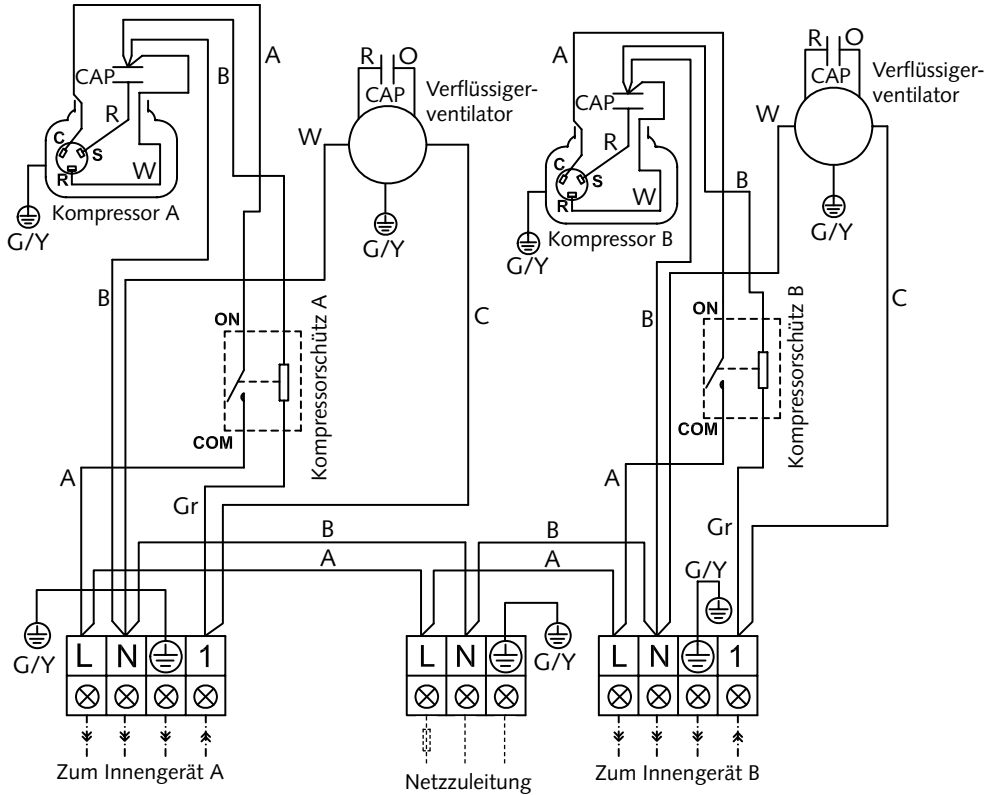 A
B
CAP
R
C
S
R
W
Kompressor A
G/Y
R
O
CAP
Verflüssiger-
ventilator
W
G/Y
B
C
ON
COM
Kompressorschütz A
A
Gr
A
CAP
R
C
S
R
W
Kompressor B
G/Y
B
R
O
CAP
Verflüssiger-
ventilator
W
G/Y
B
C
ON
COM
Kompressorschütz B
A
Gr
B
A
B
A
G/Y
G/Y
G/Y
L N 1
L N
L N 1
Zum Innengerät A
Netzzuleitung
Zum Innengerät B